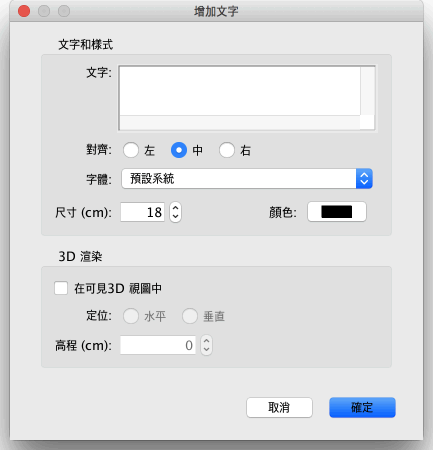 增加文字
文字和樣式
文字:
對齊: 左 中 右
字體: 預設系統
尺寸 (cm): 18 顏色:
3D 渲染
在可見3D 視圖中
定位: 水平 垂直
高程 (cm): 0
取消 確定